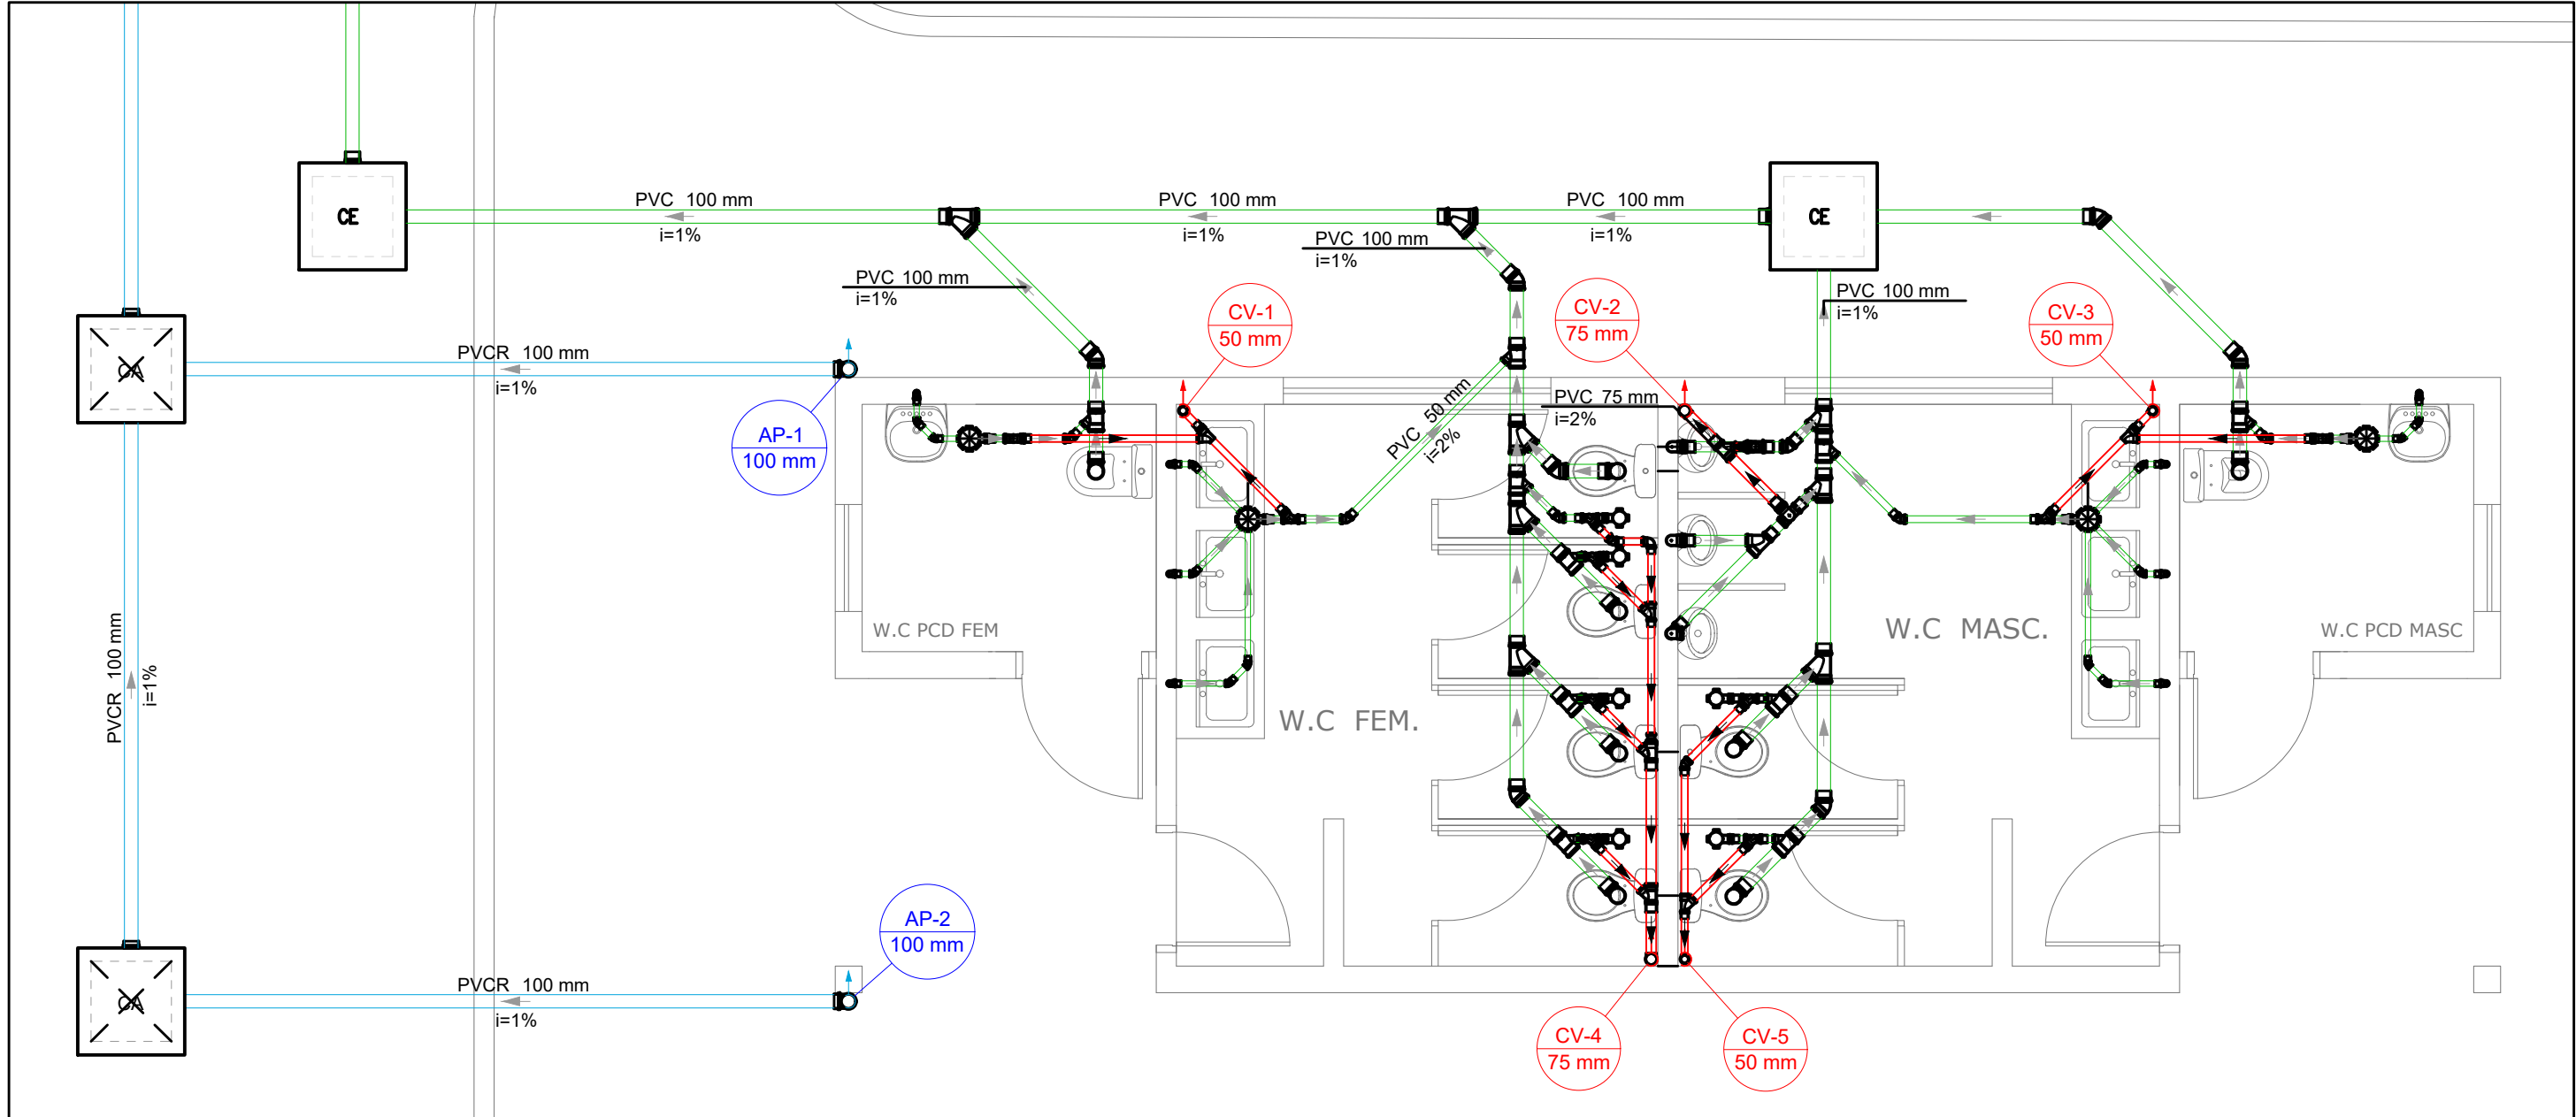 PVC 100 mm
i=1%
PVC 100 mm
i=1%
PVC 100 mm
i=1%
CE
CE
PVC 100 mm
i=1%
PVC 100 mm
i=1%
PVC 100 mm
i=1%
CV-1
50 mm
CV-2
75 mm
CV-3
50 mm
CA
PVCR 100 mm
i=1%
AP-1
100 mm
PVC 50 mm
i=2%
PVC 75 mm
i=2%
W.C PCD FEM
W.C MASC.
W.C PCD MASC
PVCR 100 mm
i=1%
W.C FEM.
AP-2
100 mm
CA
PVCR 100 mm
i=1%
CV-4
75 mm
CV-5
50 mm